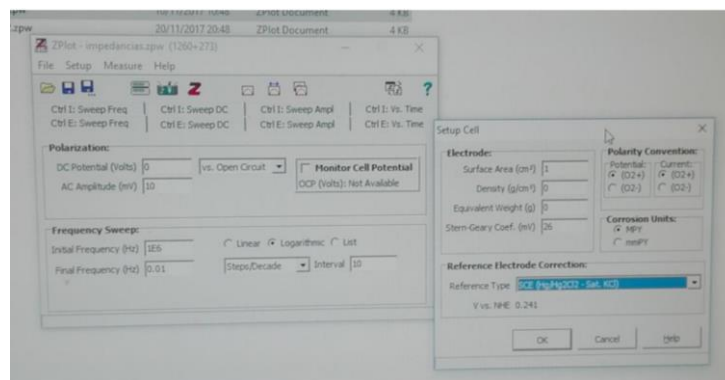 20/11/2017 20:48 ZPlot Document 4 KB
ZPlot - impedancias.zpw (1260+273)
File Setup Measure Help
Ctrl I: Sweep Freq Ctrl I: Sweep DC Ctrl I: Sweep Ampl Ctrl I: Vs. Time
Ctrl E: Sweep Freq Ctrl E: Sweep DC Ctrl E: Sweep Ampl Ctrl E: Vs. Time
Polarization:
DC Potential (Volts) 0 vs. Open Circuit Monitor Cell Potential
AC Amplitude (mV) 10 OCP (Volts): Not Available
Frequency Sweep:
Initial Frequency (Hz) 1E6 Linear Logarithmic List
Final Frequency (Hz) 0.01 Steps/Decade Interval 10
Setup Cell
Electrode:
Surface Area (cm²) 1
Density (g/cm³) 0
Equivalent Weight (g) 0
Stern-Geary Coef. (mV) 26
Polarity Convention:
Potential: Current:
(O2+) (O2+)
(O2-) (O2-)
Corrosion Units:
MPY
mmPY
Reference Electrode Correction:
Reference Type SCE (Hg/Hg2Cl2 - Sat. KCl)
V vs. NHE 0.241
OK Cancel Help